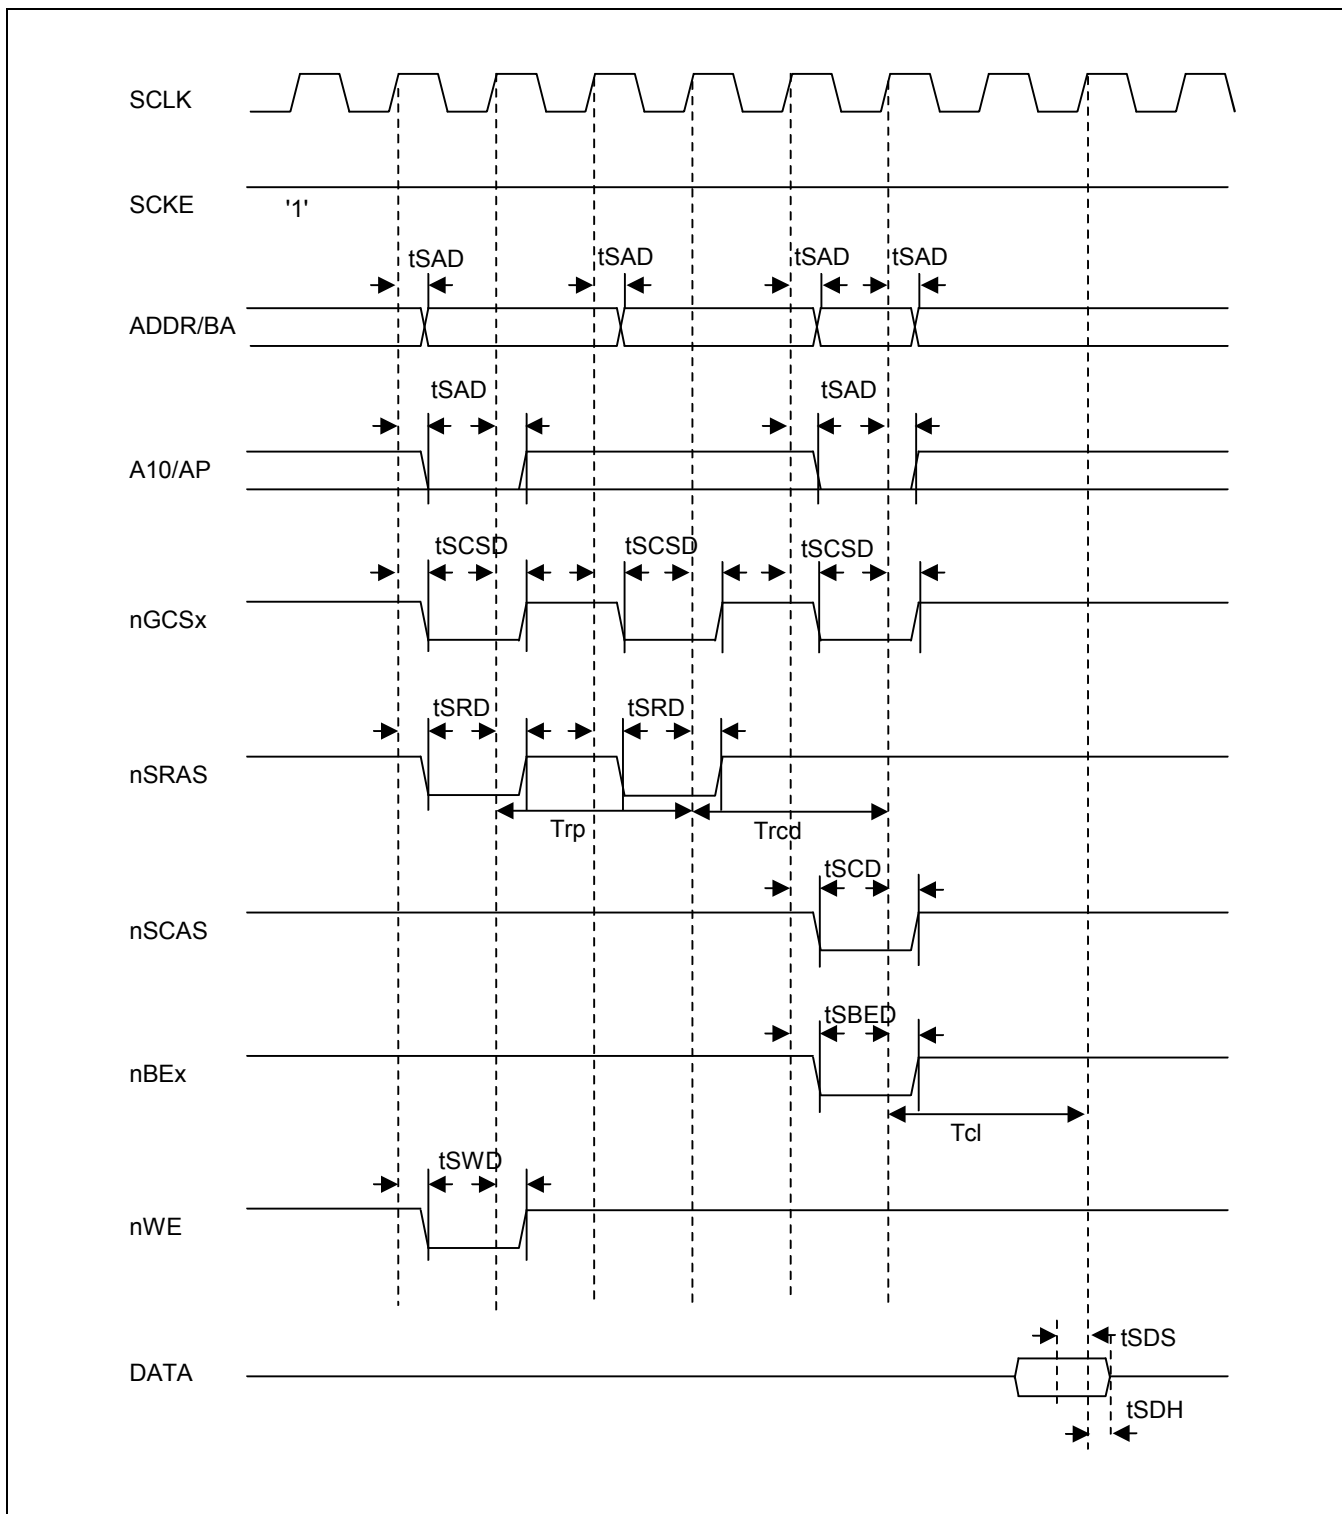 SCLK
SCKE
'1'
tSAD tSAD tSAD tSAD
ADDR/BA
tSAD tSAD
A10/AP
tSCSD tSCSD tSCSD
nGCSx
tSRD tSRD
nSRAS
Trp Trcd
tSCD
nSCAS
tSBED
nBEx
Tcl
tSWD
nWE
tSDS
DATA
tSDH